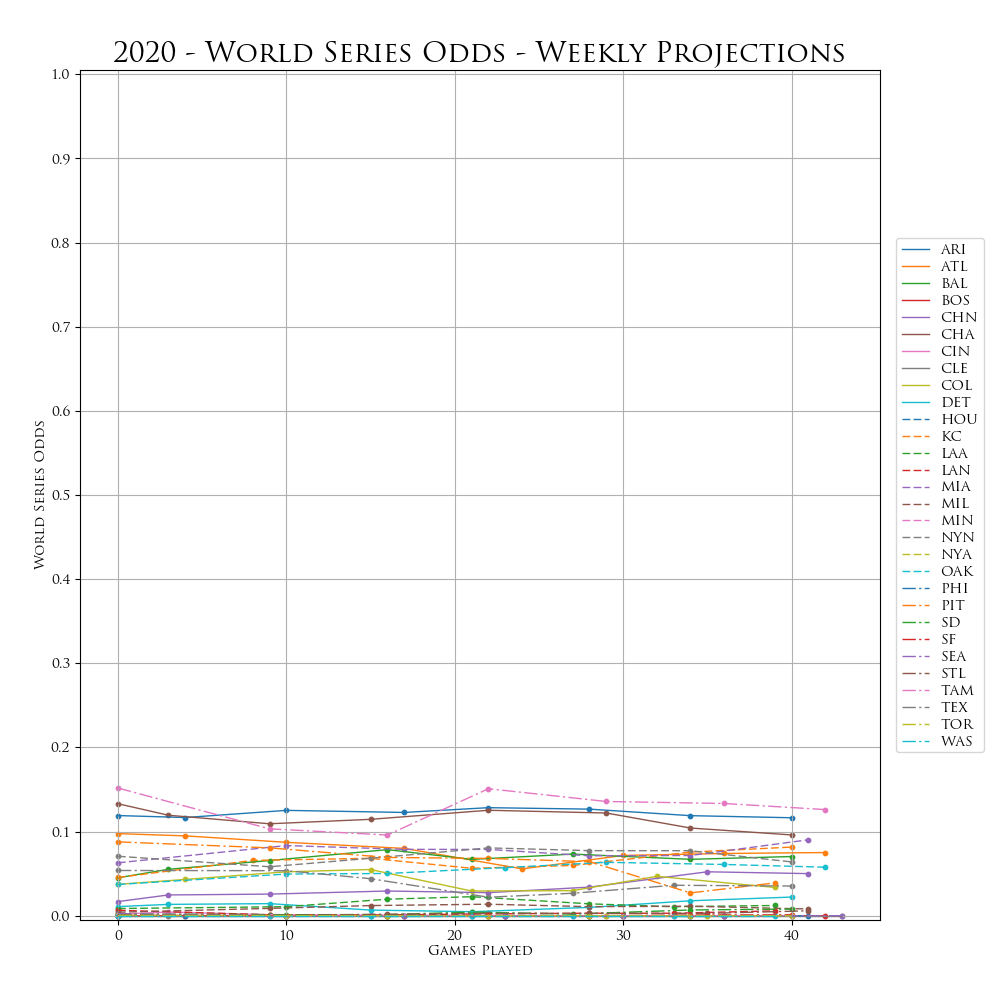 2020 - World Series Odds - Weekly Projections
1.0
0.9
0.8
0.7
0.6
0.5
0.4
0.3
0.2
0.1
0.0
World Series Odds
0 10 20 30 40
Games Played
ARI
ATL
BAL
BOS
CHN
CHA
CIN
CLE
COL
DET
HOU
KC
LAA
LAN
MIA
MIL
MIN
NYN
NYA
OAK
PHI
PIT
SD
SF
SEA
STL
TAM
TEX
TOR
WAS